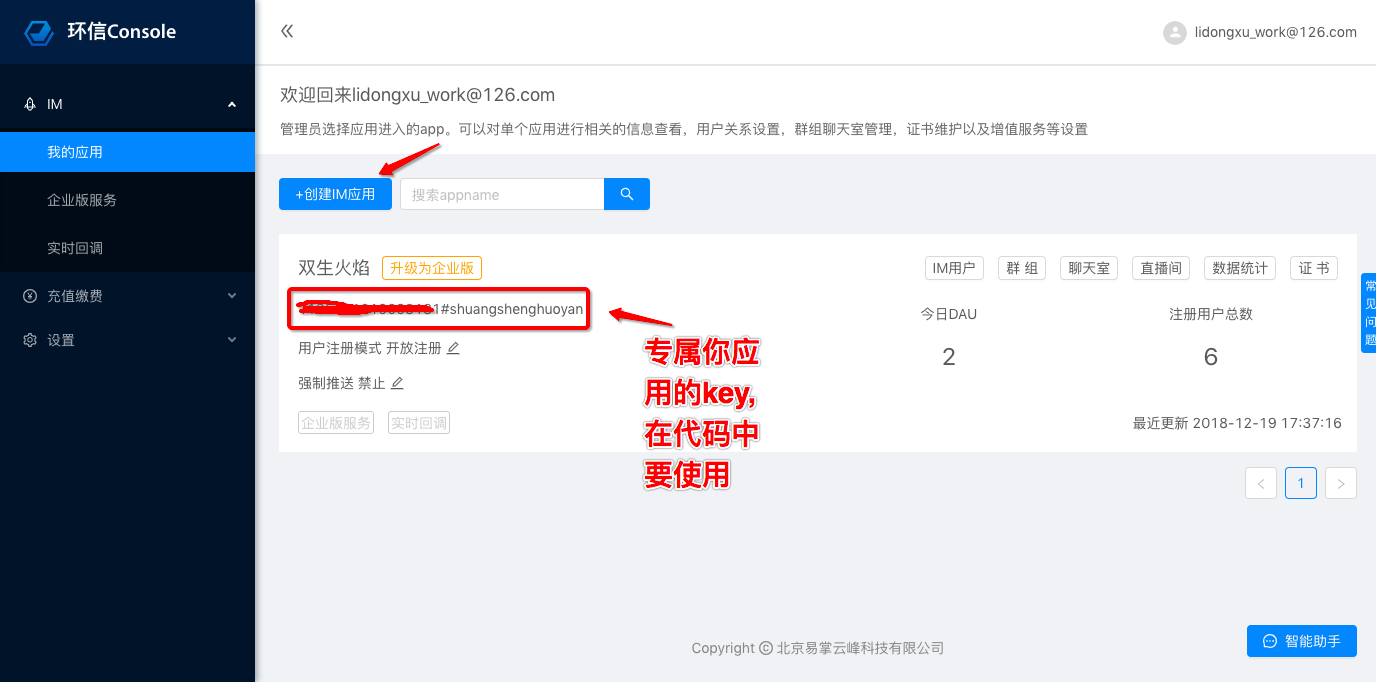 环信Console
lidongxu_work@126.com
IM
我的应用
企业版服务
实时回调
充值缴费
设置
欢迎回来lidongxu_work@126.com
管理员选择应用进入的app。可以对单个应用进行相关的信息查看，用户关系设置，群组聊天室管理，证书维护以及增值服务等设置
+创建IM应用
搜索appname
双生火焰 升级为企业版
IM用户 群 组 聊天室 直播间 数据统计 证 书
1#shuangshenghuoyan
今日DAU 注册用户总数
2 6
用户注册模式 开放注册
强制推送 禁止
企业版服务 实时回调
最近更新 2018-12-19 17:37:16
专属你应
用的key,
在代码中
要使用
< 1 >
常
见
问
题
Copyright © 北京易掌云峰科技有限公司
智能助手